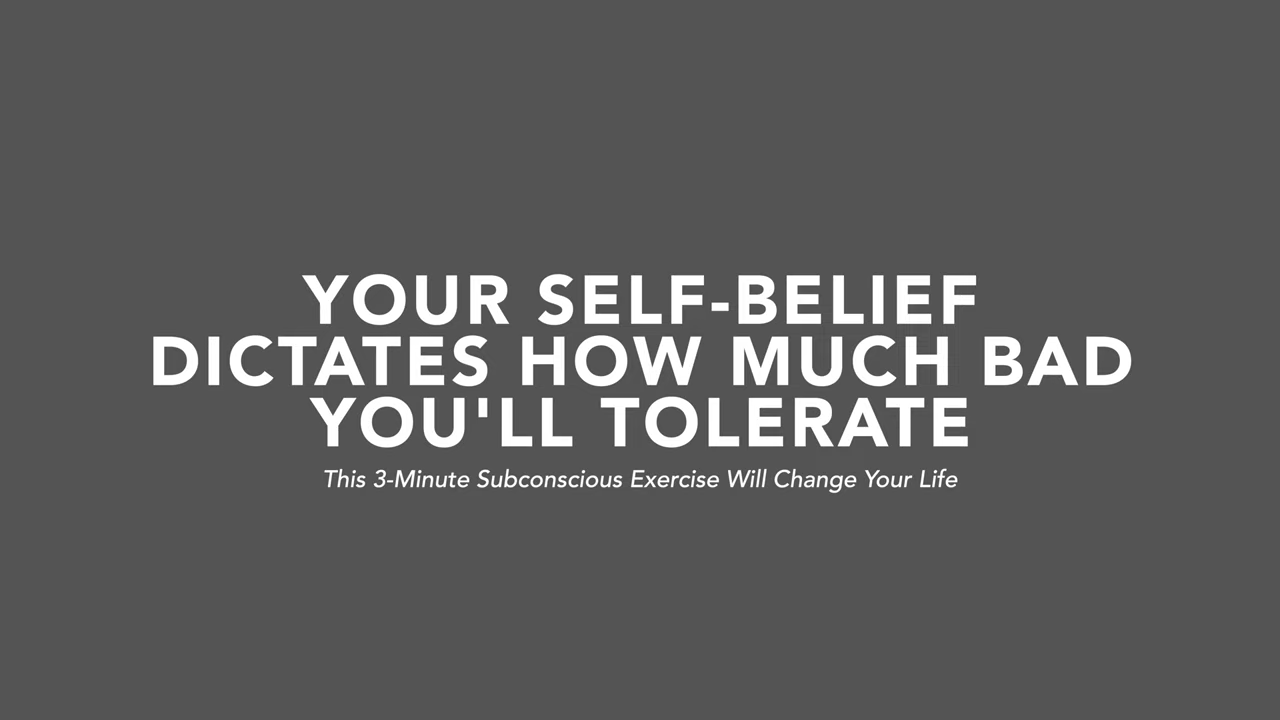 YOUR SELF-BELIEF
DICTATES HOW MUCH BAD
YOU'LL TOLERATE
This 3-Minute Subconscious Exercise Will Change Your Life